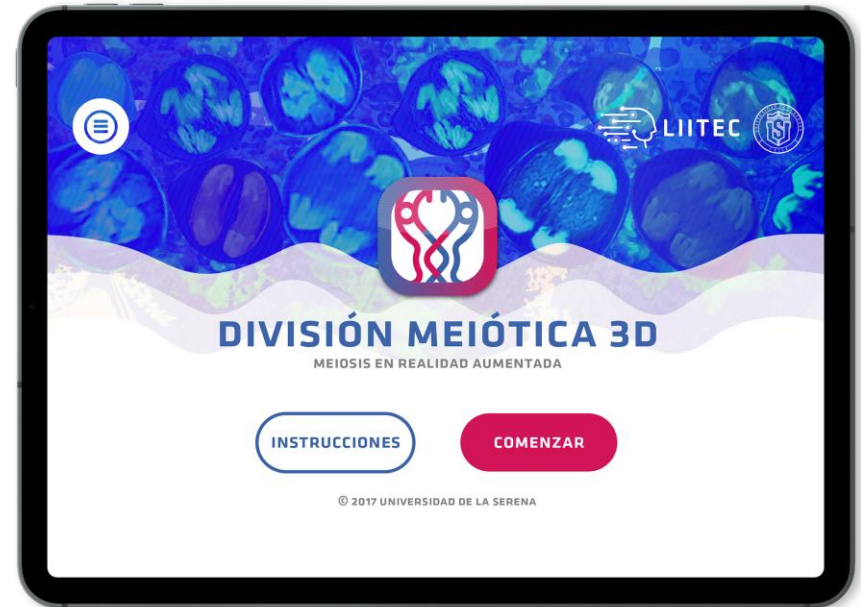 LIITEC
DIVISIÓN MEIÓTICA 3D
MEIOSIS EN REALIDAD AUMENTADA
INSTRUCCIONES
COMENZAR
© 2017 UNIVERSIDAD DE LA SERENA